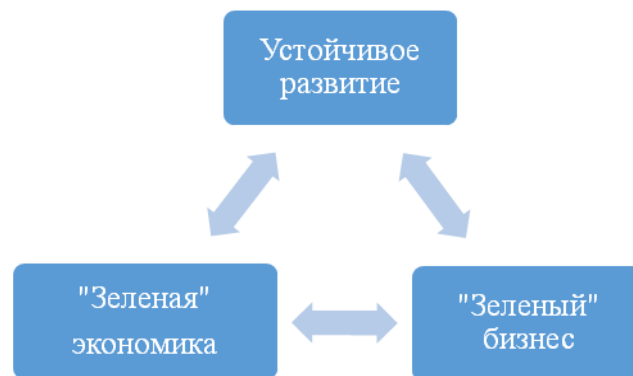 Устойчивое
развитие
"Зеленая"
экономика
"Зеленый"
бизнес